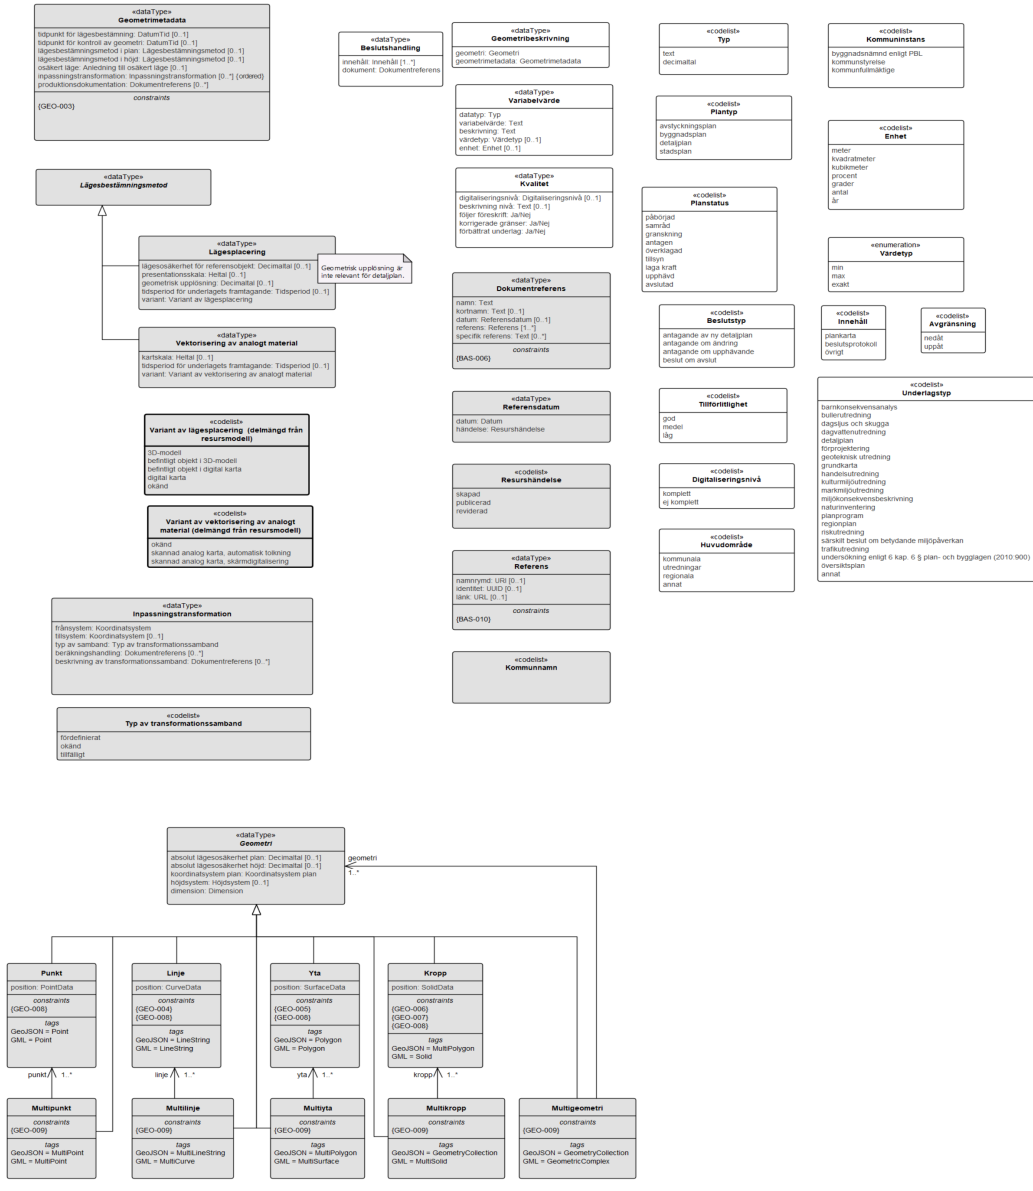 «dataType»
Geometrimetadata
tidpunkt för lägesbestämning: DatumTid [0..1]
tidpunkt för kontroll av geometri: DatumTid [0..1]
lägesbestämningsmetod i plan: Lägesbestämningsmetod [0..1]
lägesbestämningsmetod i höjd: Lägesbestämningsmetod [0..1]
osäkert läge: Anledning till osäkert läge [0..1]
inpassningstransformation: Inpassningstransformation [0..*] {ordered}
produktionsdokumentation: Dokumentreferens [0..*]
constraints
{GEO-003}
«dataType»
Beslutshandling
innehåll: Innehåll [1..*]
dokument: Dokumentreferens
«dataType»
Geometribeskrivning
geometri: Geometri
geometrimetadata: Geometrimetadata
«codelist»
Typ
text
decimaltal
«codelist»
Kommuninstans
byggnadsnämnd enligt PBL
kommunstyrelse
kommunfullmäktige
«dataType»
Variabelvärde
datatyp: Typ
variabelvärde: Text
beskrivning: Text
värdetyp: Värdetyp [0..1]
enhet: Enhet [0..1]
«codelist»
Plantyp
avstyckningsplan
byggnadsplan
detaljplan
stadsplan
«codelist»
Enhet
meter
kvadratmeter
kubikmeter
procent
grader
antal
år
«dataType»
Lägesbestämningsmetod
«dataType»
Kvalitet
digitaliseringsnivå: Digitaliseringsnivå [0..1]
beskrivning nivå: Text [0..1]
följer föreskrift: Ja/Nej
korrigerade gränser: Ja/Nej
förbättrat underlag: Ja/Nej
«codelist»
Planstatus
påbörjad
samråd
granskning
antagen
överklagad
tillsyn
laga kraft
upphävd
avslutad
«enumeration»
Värdetyp
min
max
exakt
«dataType»
Lägesplacering
lägesosäkerhet för referensobjekt: Decimaltal [0..1]
presentationsskala: Heltal [0..1]
geometrisk upplösning: Decimaltal [0..1]
tidsperiod för underlagets framtagande: Tidsperiod [0..1]
variant: Variant av lägesplacering
Geometrisk upplösning är
inte relevant för detaljplan.
«dataType»
Dokumentreferens
namn: Text
kortnamn: Text [0..1]
datum: Referensdatum [0..1]
referens: Referens [1..*]
specifik referens: Text [0..*]
constraints
{BAS-006}
«codelist»
Beslutstyp
antagande av ny detaljplan
antagande om ändring
antagande om upphävande
beslut om avslut
«codelist»
Innehåll
plankarta
beslutsprotokoll
övrigt
«codelist»
Avgränsning
nedåt
uppåt
«dataType»
Vektorisering av analogt material
kartskala: Heltal [0..1]
tidsperiod för underlagets framtagande: Tidsperiod [0..1]
variant: Variant av vektorisering av analogt material
«dataType»
Referensdatum
datum: Datum
händelse: Resurshändelse
«codelist»
Tillförlitlighet
god
medel
låg
«codelist»
Underlagstyp
barnkonsekvensanalys
bullerutredning
dagsljus och skugga
dagvattenutredning
detaljplan
förprojektering
geoteknisk utredning
grundkarta
handelsutredning
kulturmiljöutredning
markmiljöutredning
miljökonsekvensbeskrivning
naturinventering
planprogram
regionplan
riskutredning
särskilt beslut om betydande miljöpåverkan
trafikutredning
undersökning enligt 6 kap. 6 § plan- och bygglagen (2010:900)
översiktsplan
annat
«codelist»
Variant av lägesplacering (delmängd från
resursmodell)
3D-modell
befintligt objekt i 3D-modell
befintligt objekt i digital karta
digital karta
okänd
«codelist»
Resurshändelse
skapad
publicerad
reviderad
«codelist»
Digitaliseringsnivå
komplett
ej komplett
«codelist»
Variant av vektorisering av analogt
material (delmängd från resursmodell)
okänd
skannad analog karta, automatisk tolkning
skannad analog karta, skärmdigitalisering
«dataType»
Referens
namnrymd: URI [0..1]
identitet: UUID [0..1]
länk: URL [0..1]
constraints
{BAS-010}
«codelist»
Huvudområde
kommunala
utredningar
regionala
annat
«dataType»
Inpassningstransformation
frånsystem: Koordinatsystem
tillsystem: Koordinatsystem [0..1]
typ av samband: Typ av transformationssamband
beräkningshandling: Dokumentreferens [0..*]
beskrivning av transformationssamband: Dokumentreferens [0..*]
«codelist»
Kommunnamn
«codelist»
Typ av transformationssamband
fördefinierat
okänd
tillfälligt
«dataType»
Geometri
absolut lägesosäkerhet plan: Decimaltal [0..1]
absolut lägesosäkerhet höjd: Decimaltal [0..1]
koordinatsystem plan: Koordinatsystem plan
höjdsystem: Höjdsystem [0..1]
dimension: Dimension
geometri
1..*
Punkt
position: PointData
constraints
{GEO-008}
tags
GeoJSON = Point
GML = Point
Linje
position: CurveData
constraints
{GEO-004}
{GEO-008}
tags
GeoJSON = LineString
GML = LineString
Yta
position: SurfaceData
constraints
{GEO-005}
{GEO-008}
tags
GeoJSON = Polygon
GML = Polygon
Kropp
position: SolidData
constraints
{GEO-006}
{GEO-007}
{GEO-008}
tags
GeoJSON = MultiPolygon
GML = Solid
punkt 1..*
linje 1..*
yta 1..*
kropp 1..*
Multipunkt
constraints
{GEO-009}
tags
GeoJSON = MultiPoint
GML = MultiPoint
Multilinje
constraints
{GEO-009}
tags
GeoJSON = MultiLineString
GML = MultiCurve
Multiyta
constraints
{GEO-009}
tags
GeoJSON = MultiPolygon
GML = MultiSurface
Multikropp
constraints
{GEO-009}
tags
GeoJSON = GeometryCollection
GML = MultiSolid
Multigeometri
constraints
{GEO-009}
tags
GeoJSON = GeometryCollection
GML = GeometricComplex